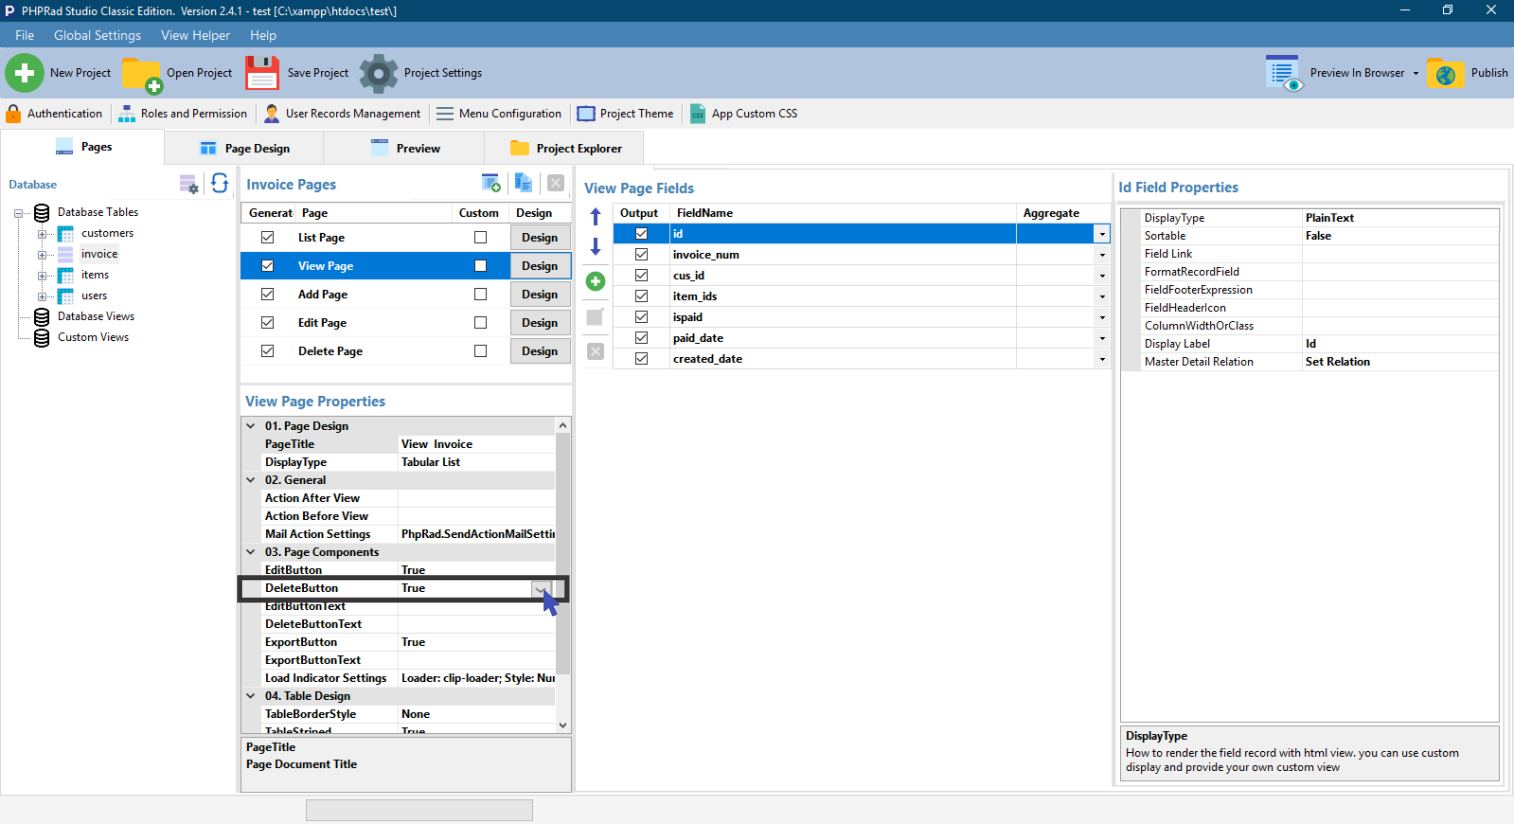 PHPRad Studio Classic Edition. Version 2.4.1 - test [C:\xampp\htdocs\test\]
File Global Settings View Helper Help
New Project Open Project Save Project Project Settings Preview In Browser Publish
Authentication Roles and Permission User Records Management Menu Configuration Project Theme App Custom CSS
Pages Page Design Preview Project Explorer
Database
Database Tables
customers
invoice
items
users
Database Views
Custom Views
Invoice Pages
Generat Page Custom Design
List Page Design
View Page Design
Add Page Design
Edit Page Design
Delete Page Design
View Page Properties
01. Page Design
PageTitle View Invoice
DisplayType Tabular List
02. General
Action After View
Action Before View
Mail Action Settings PhpRad.SendActionMailSettin
03. Page Components
EditButton True
DeleteButton True
EditButtonText
DeleteButtonText
ExportButton True
ExportButtonText
Load Indicator Settings Loader: clip-loader; Style: Nur
04. Table Design
TableBorderStyle None
TableStriped True
PageTitle
Page Document Title
View Page Fields
Output FieldName Aggregate
id
invoice_num
cus_id
item_ids
ispaid
paid_date
created_date
Id Field Properties
DisplayType PlainText
Sortable False
Field Link
FormatRecordField
FieldFooterExpression
FieldHeaderIcon
ColumnWidthOrClass
Display Label Id
Master Detail Relation Set Relation
DisplayType
How to render the field record with html view. you can use custom
display and provide your own custom view